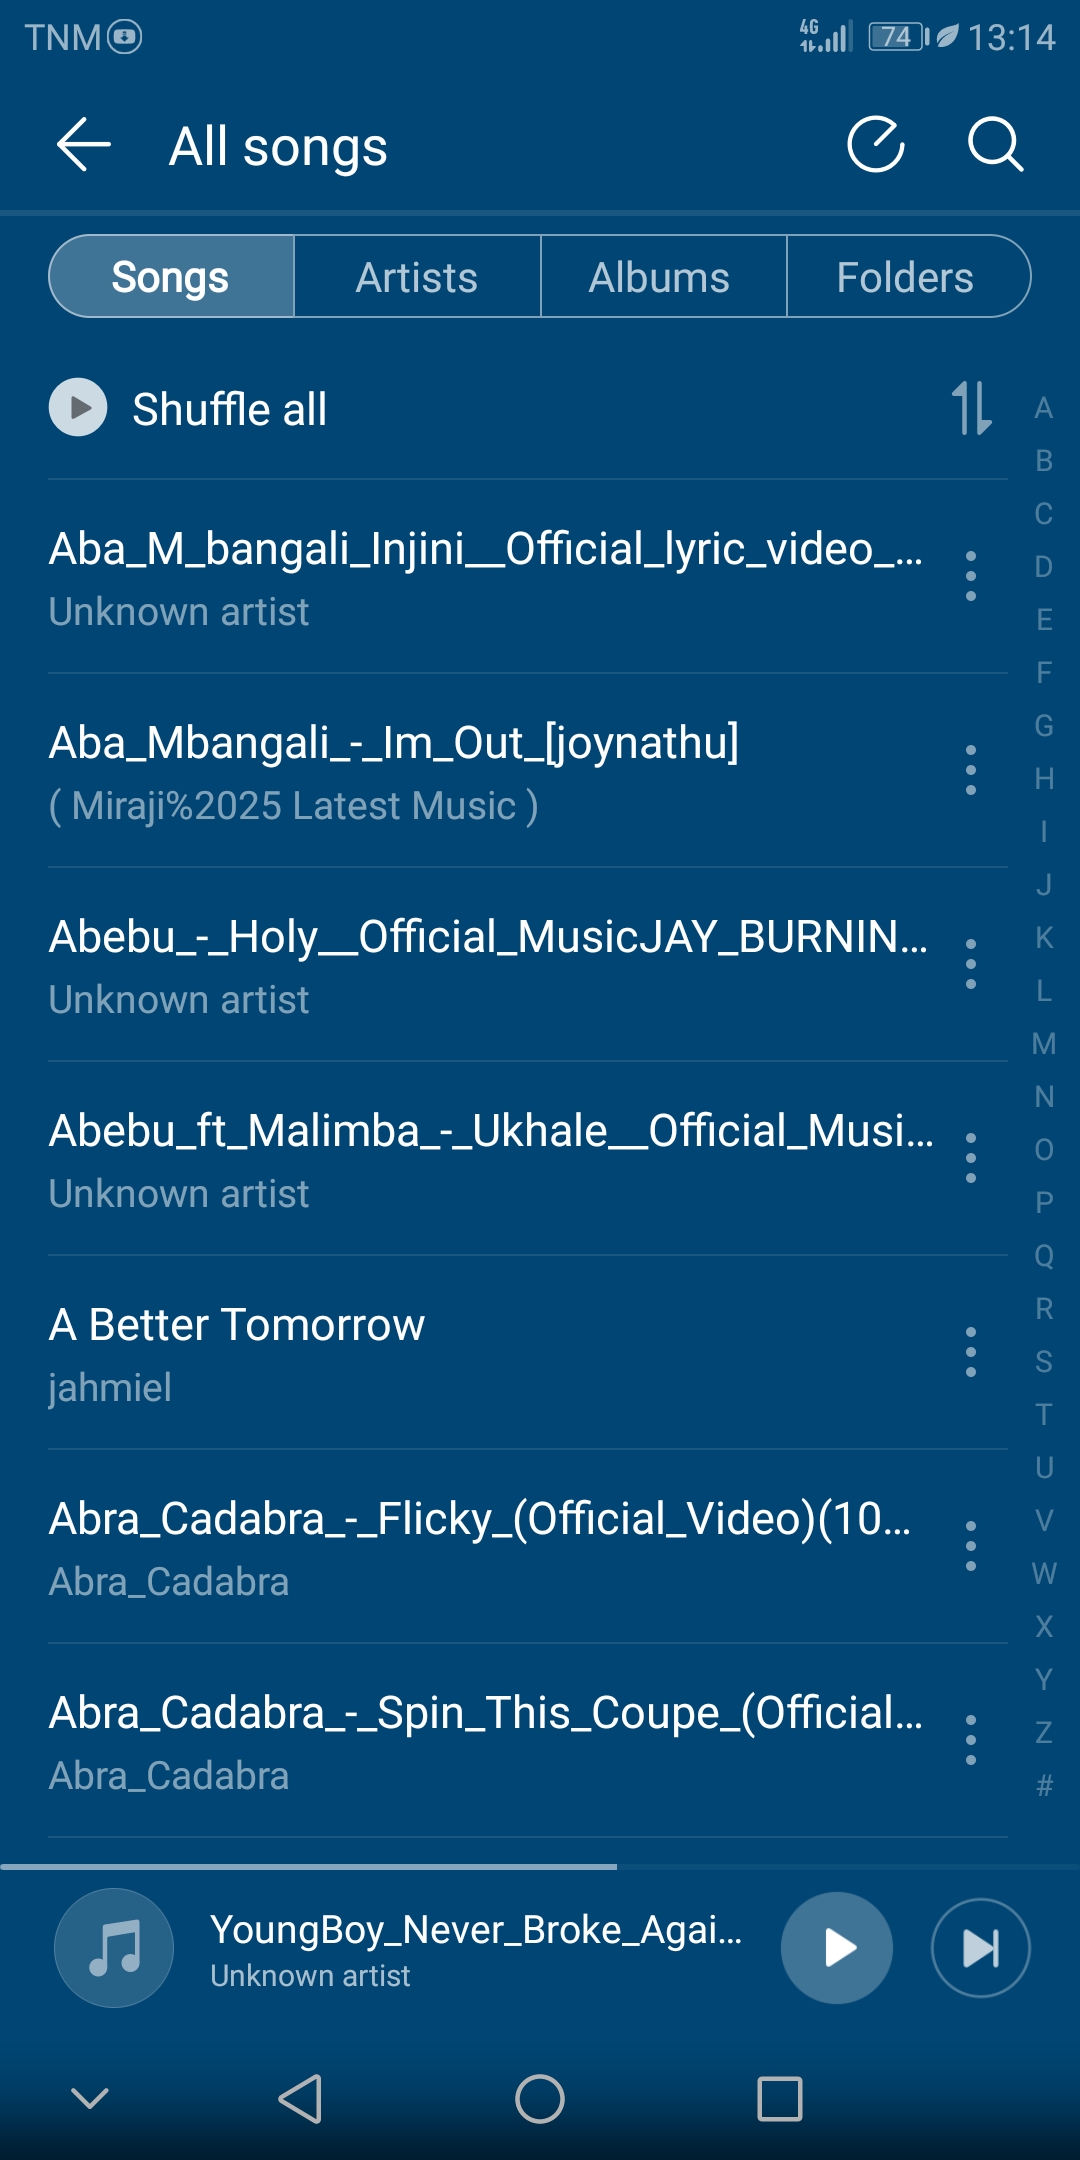 TNM 4G 74 13:14
All songs
Songs Artists Albums Folders
Shuffle all
Aba_M_bangali_Injini__Official_lyric_video_...
Unknown artist
Aba_Mbangali_-_Im_Out_[joynathu]
( Miraji%2025 Latest Music )
Abebu_-_Holy__Official_MusicJAY_BURNIN...
Unknown artist
Abebu_ft_Malimba_-_Ukhale__Official_Musi...
Unknown artist
A Better Tomorrow
jahmiel
Abra_Cadabra_-_Flicky_(Official_Video)(10...
Abra_Cadabra
Abra_Cadabra_-_Spin_This_Coupe_(Official...
Abra_Cadabra
A
B
C
D
E
F
G
H
I
J
K
L
M
N
O
P
Q
R
S
T
U
V
W
X
Y
Z
#
YoungBoy_Never_Broke_Agai...
Unknown artist